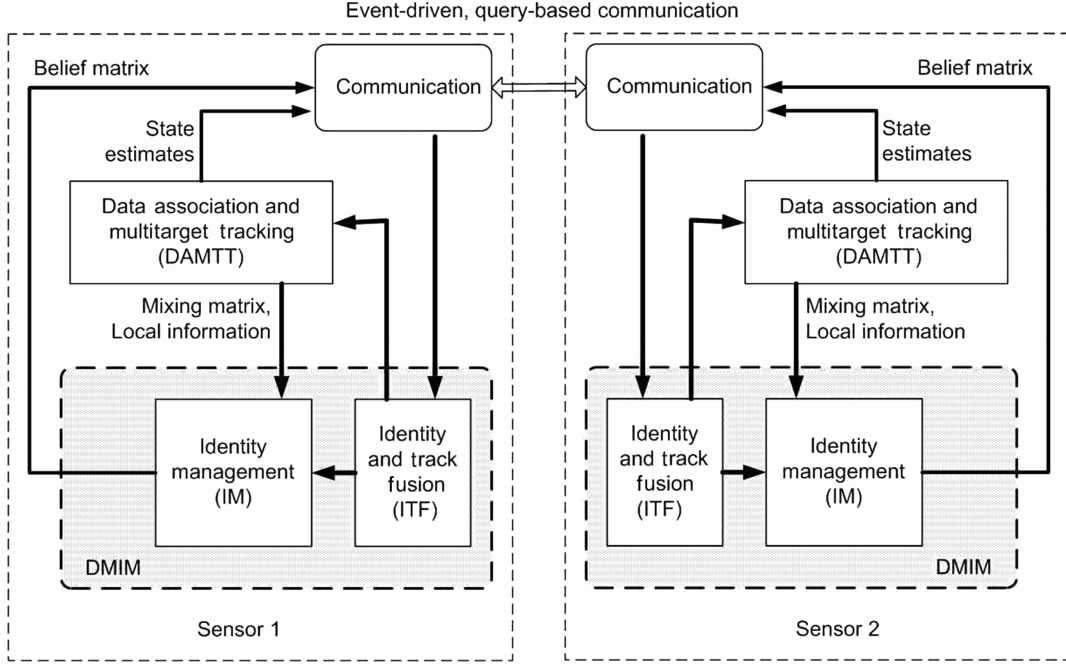 Event-driven, query-based communication
Belief matrix
Communication
State
estimates
Data association and
multitarget tracking
(DAMTT)
Mixing matrix,
Local information
Identity
management
(IM)
Identity
and track
fusion
(ITF)
DMIM
Sensor 1
Communication
Belief matrix
State
estimates
Data association and
multitarget tracking
(DAMTT)
Mixing matrix,
Local information
Identity
and track
fusion
(ITF)
Identity
management
(IM)
DMIM
Sensor 2